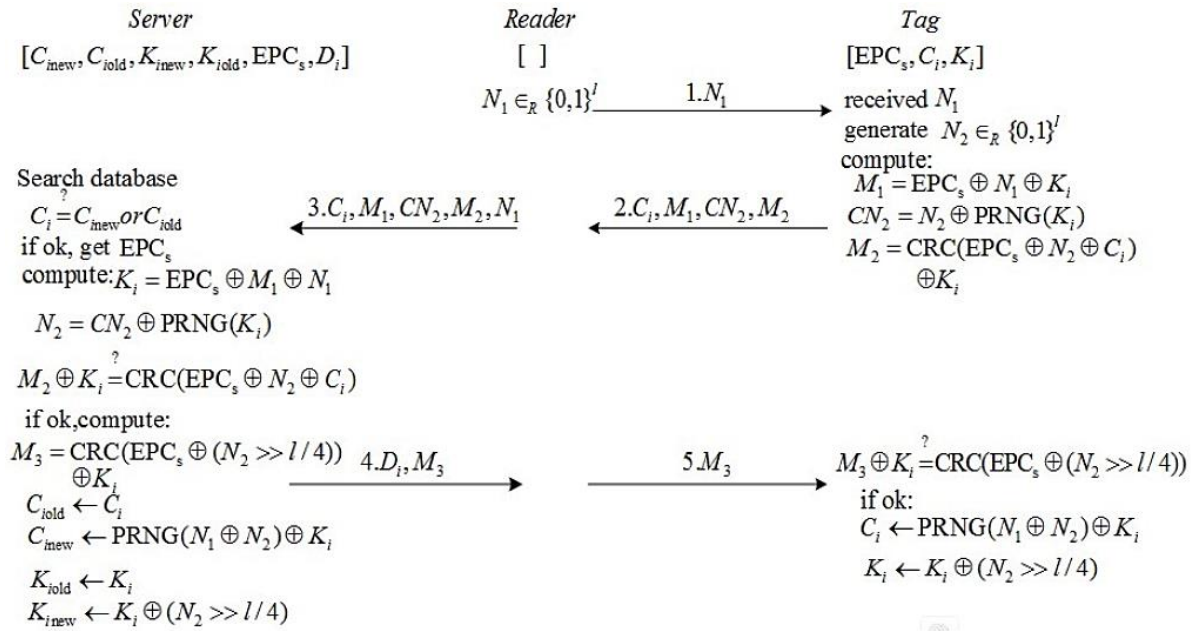 Server Reader Tag
[C_inew, C_iold, K_inew, K_iold, EPC_s, D_i] [ ] [EPC_s, C_i, K_i]
N_1 ∈_R {0,1}^l 1.N_1 received N_1
generate N_2 ∈_R {0,1}^l
compute:
Search database M_1 = EPC_s ⊕ N_1 ⊕ K_i
C_i ?= C_inew or C_iold 3.C_i, M_1, CN_2, M_2, N_1 2.C_i, M_1, CN_2, M_2 CN_2 = N_2 ⊕ PRNG(K_i)
if ok, get EPC_s M_2 = CRC(EPC_s ⊕ N_2 ⊕ C_i)
compute: K_i = EPC_s ⊕ M_1 ⊕ N_1 ⊕K_i
N_2 = CN_2 ⊕ PRNG(K_i)
M_2 ⊕ K_i ?= CRC(EPC_s ⊕ N_2 ⊕ C_i)
if ok,compute:
M_3 = CRC(EPC_s ⊕ (N_2 >> l/4)) 4.D_i, M_3 5.M_3 M_3 ⊕ K_i ?= CRC(EPC_s ⊕ (N_2 >> l/4))
⊕K_i if ok:
C_iold ← C_i C_i ← PRNG(N_1 ⊕ N_2) ⊕ K_i
C_inew ← PRNG(N_1 ⊕ N_2) ⊕ K_i
K_iold ← K_i K_i ← K_i ⊕ (N_2 >> l/4)
K_inew ← K_i ⊕ (N_2 >> l/4)